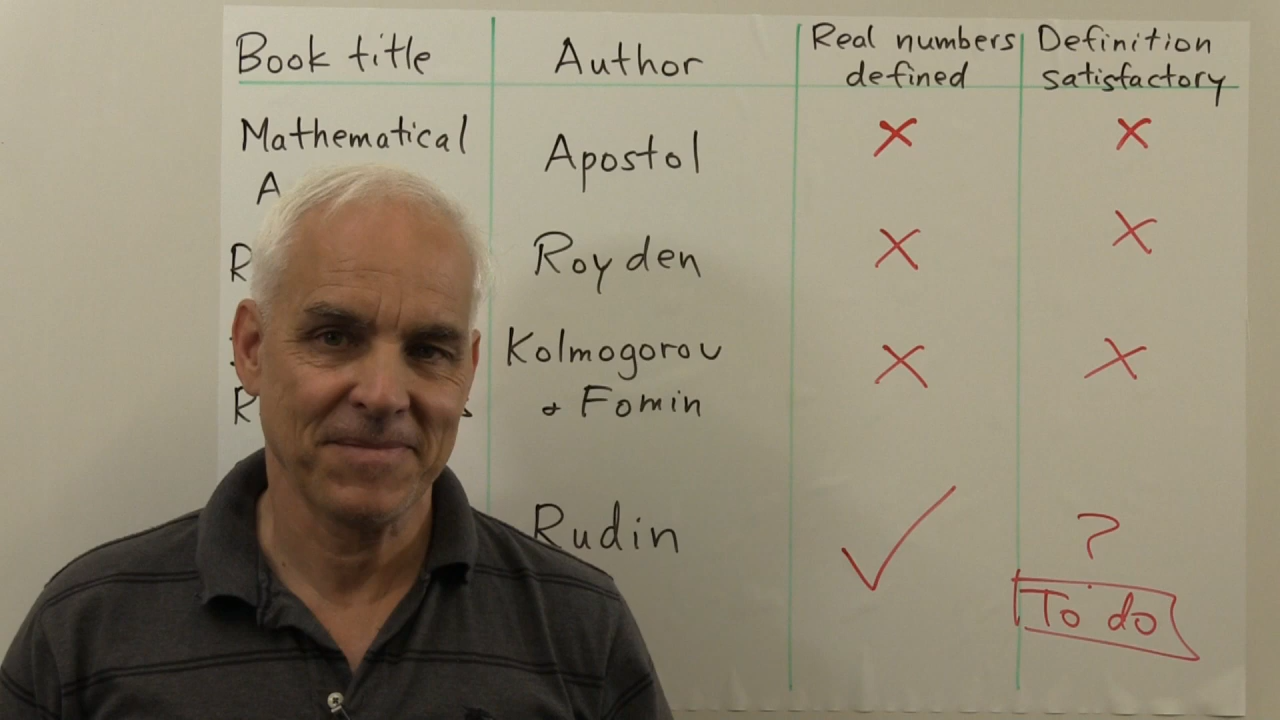 Book title Author Real numbers defined Definition satisfactory
Mathematical
Apostol
× ×
Royden
× ×
Kolmogorov
& Fomin
× ×
Rudin
✓ ?
To do